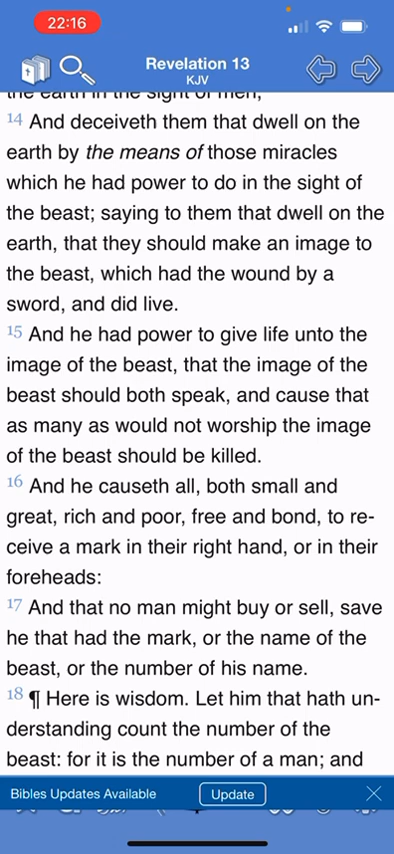 22:16
Revelation 13
KJV
the earth in the sight of men;
14 And deceiveth them that dwell on the
earth by the means of those miracles
which he had power to do in the sight of
the beast; saying to them that dwell on the
earth, that they should make an image to
the beast, which had the wound by a
sword, and did live.
15 And he had power to give life unto the
image of the beast, that the image of the
beast should both speak, and cause that
as many as would not worship the image
of the beast should be killed.
16 And he causeth all, both small and
great, rich and poor, free and bond, to re-
ceive a mark in their right hand, or in their
foreheads:
17 And that no man might buy or sell, save
he that had the mark, or the name of the
beast, or the number of his name.
18 ¶ Here is wisdom. Let him that hath un-
derstanding count the number of the
beast: for it is the number of a man; and
Bibles Updates Available
Update